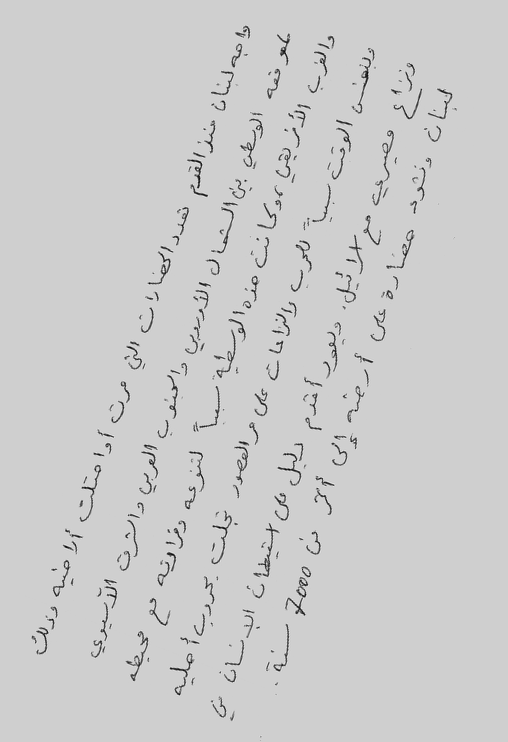 واجه لبنان منذ القدم تعدد الحضارات التي مرت أو احتلت أراضيه وذلك
لموقعه الوسطي بين الشمال الأوروبي والجنوب العربي والشرق الآسيوي
والغرب الأفريقي، وكانت هذه الوسطية سبباً لتنوعه وفرادته مع محيطه
وبنفس الوقت سبباً للحرب والنزاعات على مر العصور تجلت بحروب أهلية
ونزاع مصيري مع إسرائيل. ويعود أقدم دليل على استيطان الإنسان في
لبنان ونشوء حضارة على أرضه إلى أكثر من 7000 سنة.